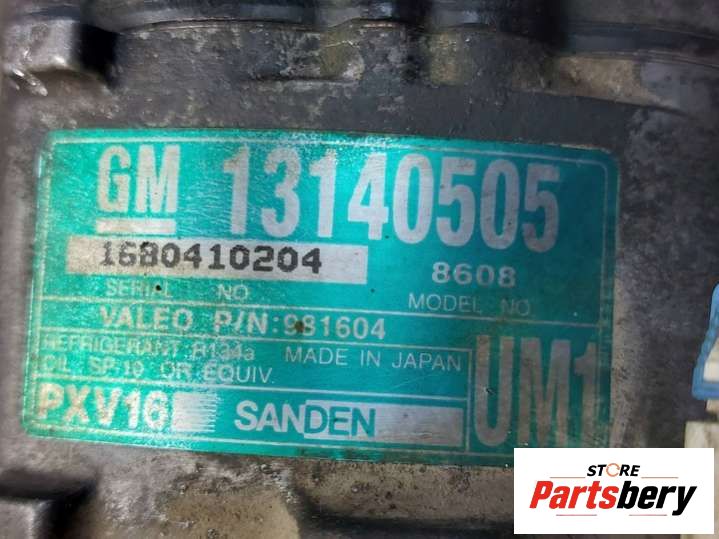 GM 13140505
1680410204 8608
SERIAL NO. MODEL NO.
VALEO P/N:981604
REFRIGERANT R134a MADE IN JAPAN
OIL SP-10 OR EQUIV.
PXV16 SANDEN UM1
STORE
Partsbery